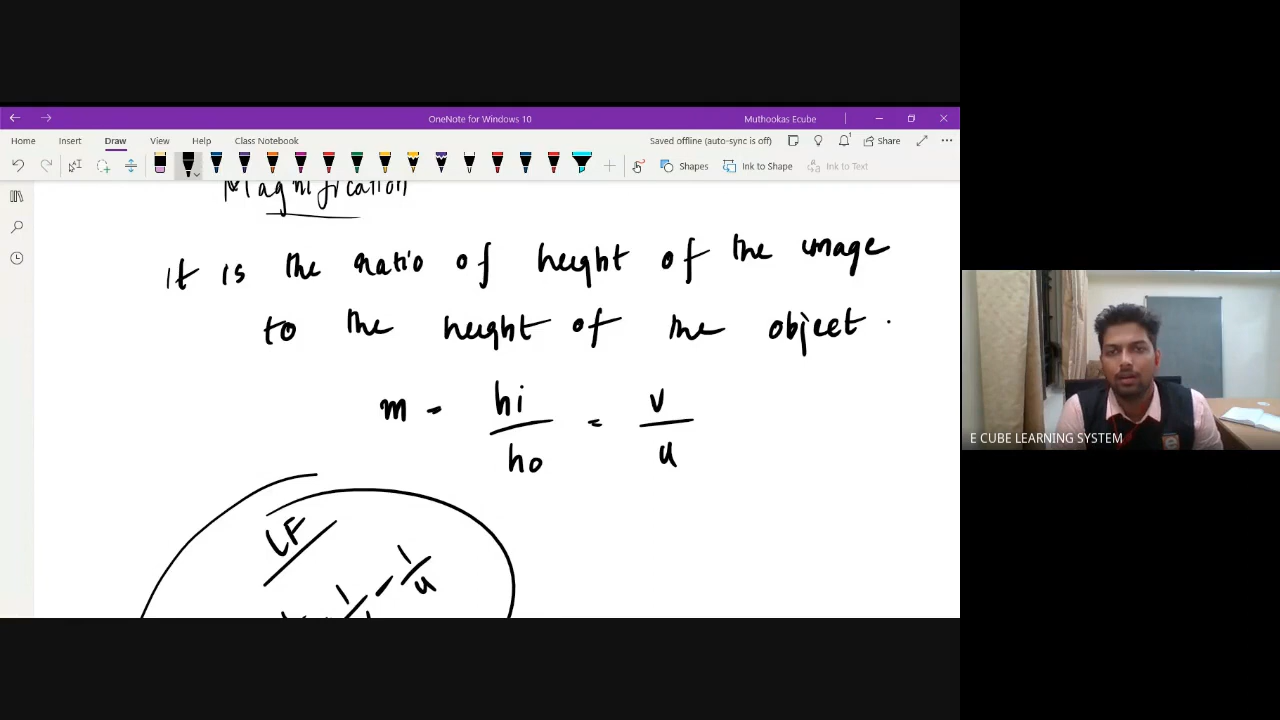 OneNote for Windows 10
Muthookas Ecube
Home Insert Draw View Help Class Notebook
Saved offline (auto-sync is off)
Share
Shapes
Ink to Shape
Ink to Text
Magnification
It is the ratio of height of the image
to the height of the object.
m = hi/ho = v/u
LF
1/u
E CUBE LEARNING SYSTEM